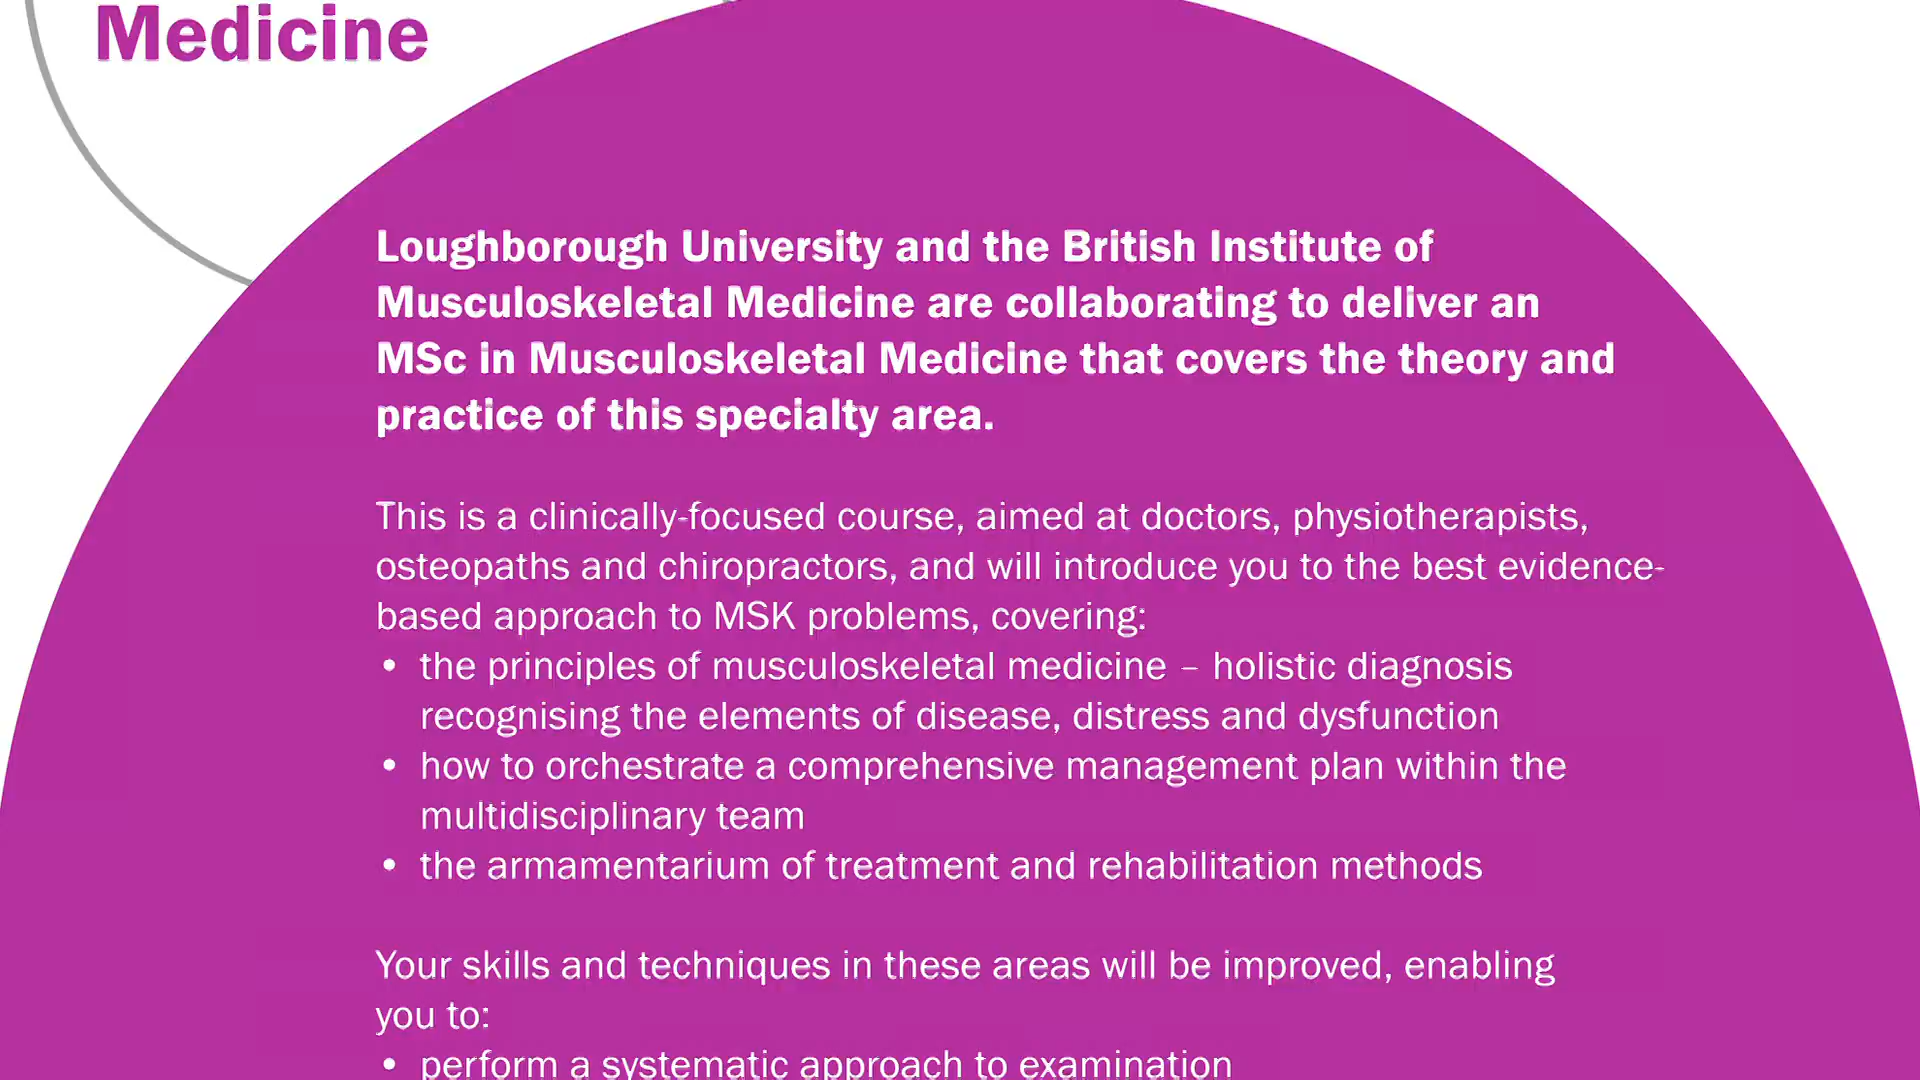 Medicine
Loughborough University and the British Institute of
Musculoskeletal Medicine are collaborating to deliver an
MSc in Musculoskeletal Medicine that covers the theory and
practice of this specialty area.
This is a clinically-focused course, aimed at doctors, physiotherapists,
osteopaths and chiropractors, and will introduce you to the best evidence-
based approach to MSK problems, covering:
• the principles of musculoskeletal medicine – holistic diagnosis
recognising the elements of disease, distress and dysfunction
• how to orchestrate a comprehensive management plan within the
multidisciplinary team
• the armamentarium of treatment and rehabilitation methods
Your skills and techniques in these areas will be improved, enabling
you to:
• perform a systematic approach to examination